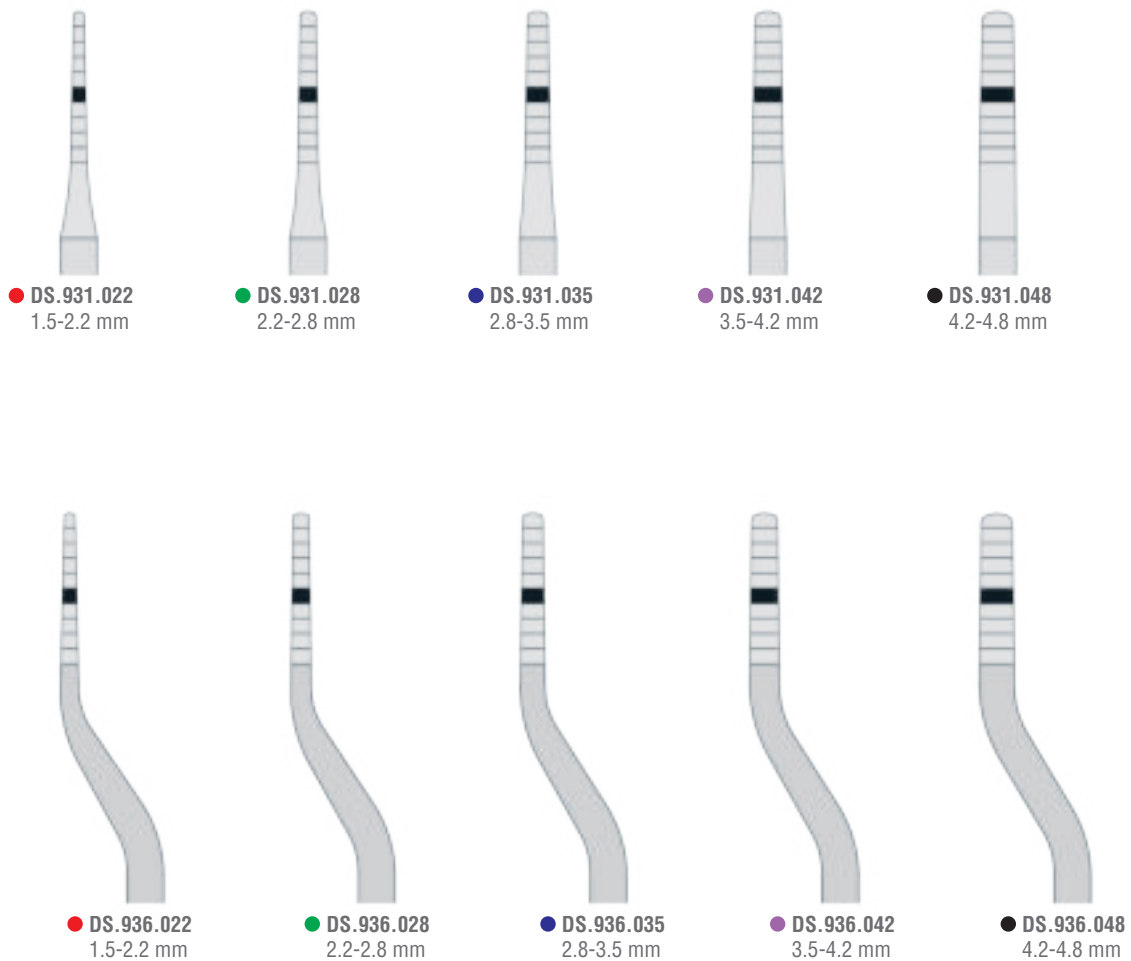 DS.931.022
1.5-2.2 mm
DS.931.028
2.2-2.8 mm
DS.931.035
2.8-3.5 mm
DS.931.042
3.5-4.2 mm
DS.931.048
4.2-4.8 mm
DS.936.022
1.5-2.2 mm
DS.936.028
2.2-2.8 mm
DS.936.035
2.8-3.5 mm
DS.936.042
3.5-4.2 mm
DS.936.048
4.2-4.8 mm